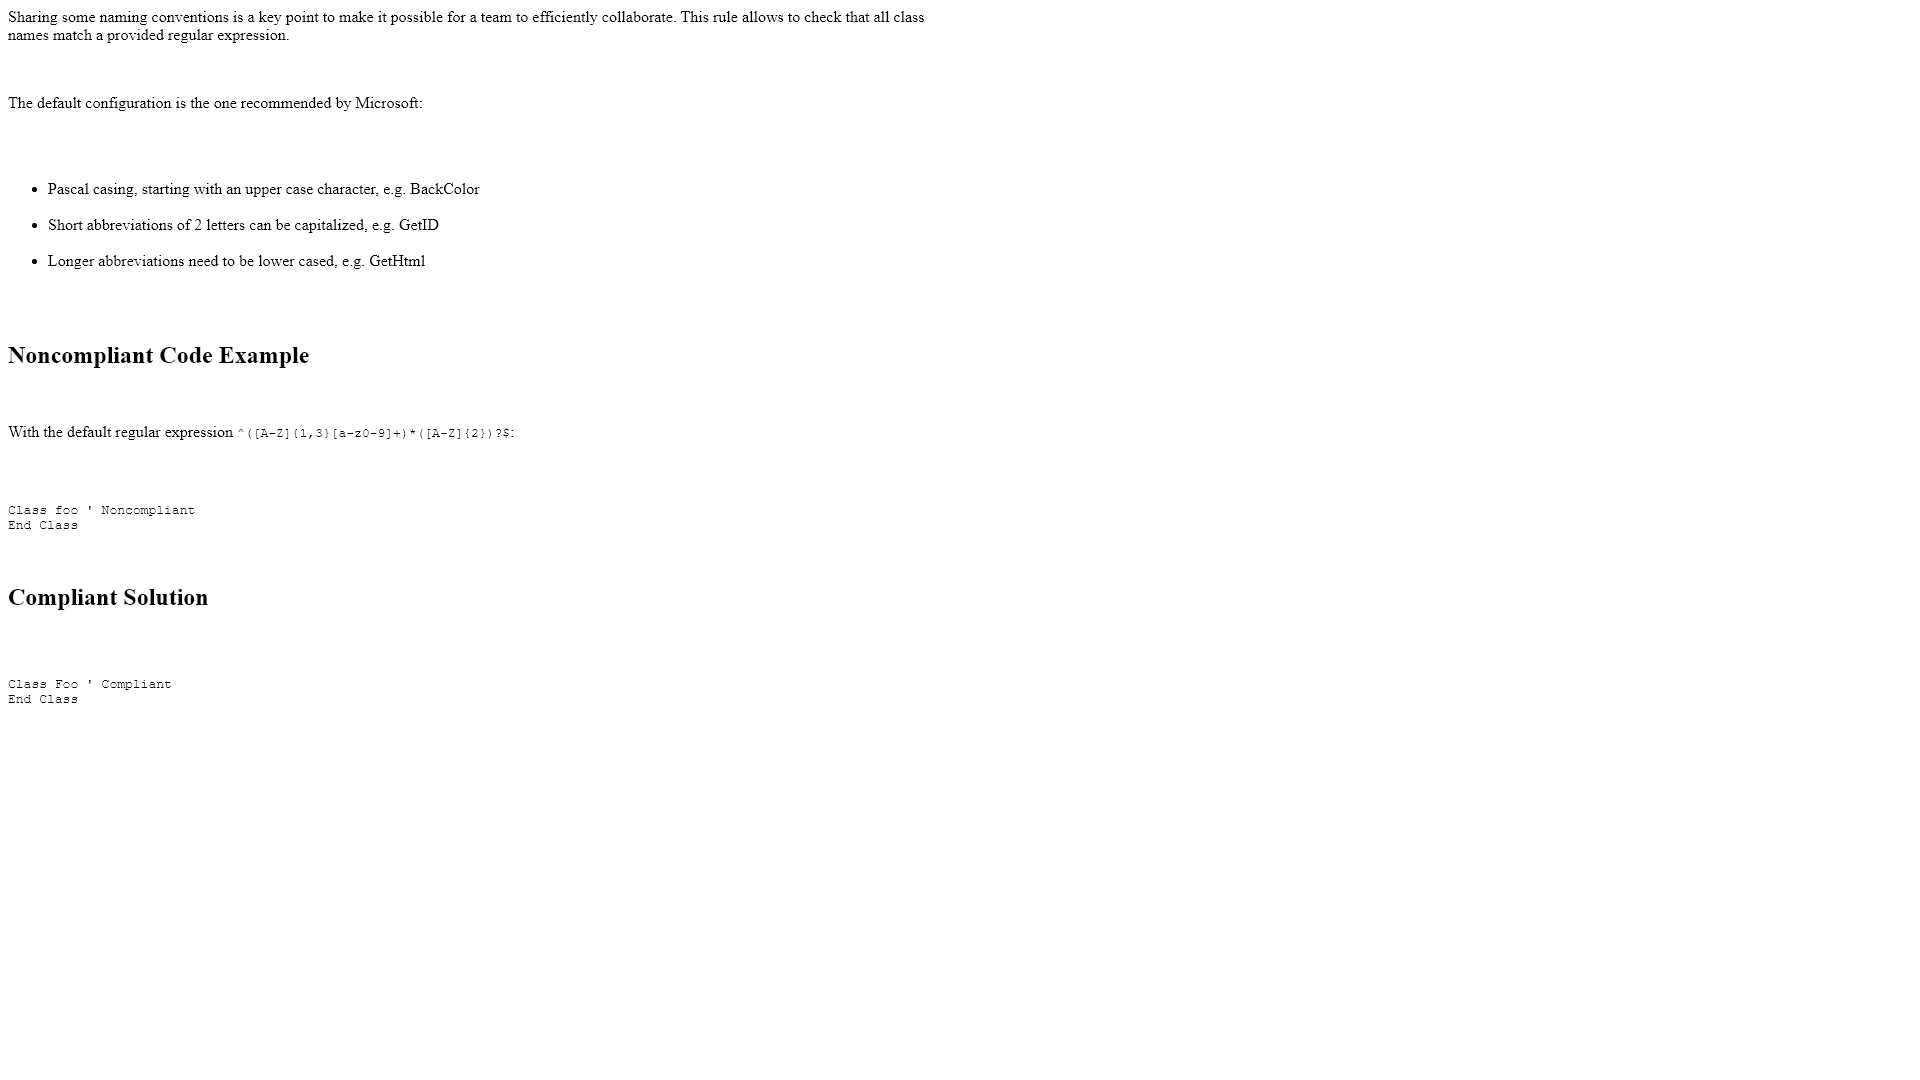 Sharing some naming conventions is a key point to make it possible for a team to efficiently collaborate. This rule allows to check that all class
names match a provided regular expression.
The default configuration is the one recommended by Microsoft:
• Pascal casing, starting with an upper case character, e.g. BackColor
• Short abbreviations of 2 letters can be capitalized, e.g. GetID
• Longer abbreviations need to be lower cased, e.g. GetHtml
Noncompliant Code Example
With the default regular expression ^([A-Z]{1,3}[a-z0-9]+)*([A-Z]{2})?$:
Class foo ' Noncompliant
End Class
Compliant Solution
Class Foo ' Compliant
End Class